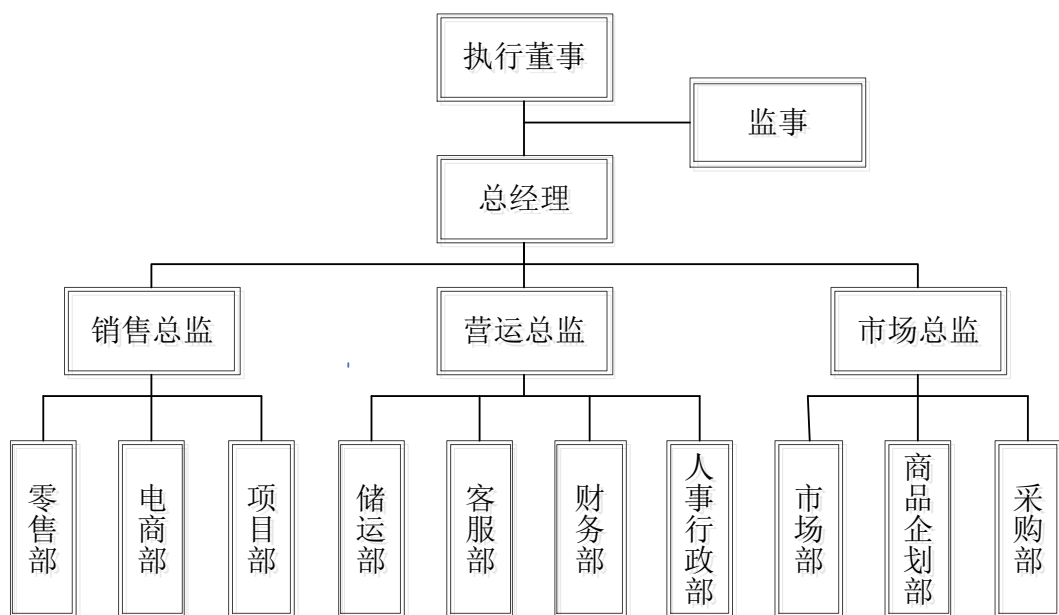 执行董事
监事
总经理
销售总监
营运总监
市场总监
零售部
电商部
项目部
储运部
客服部
财务部
人事行政部
市场部
商品企划部
采购部